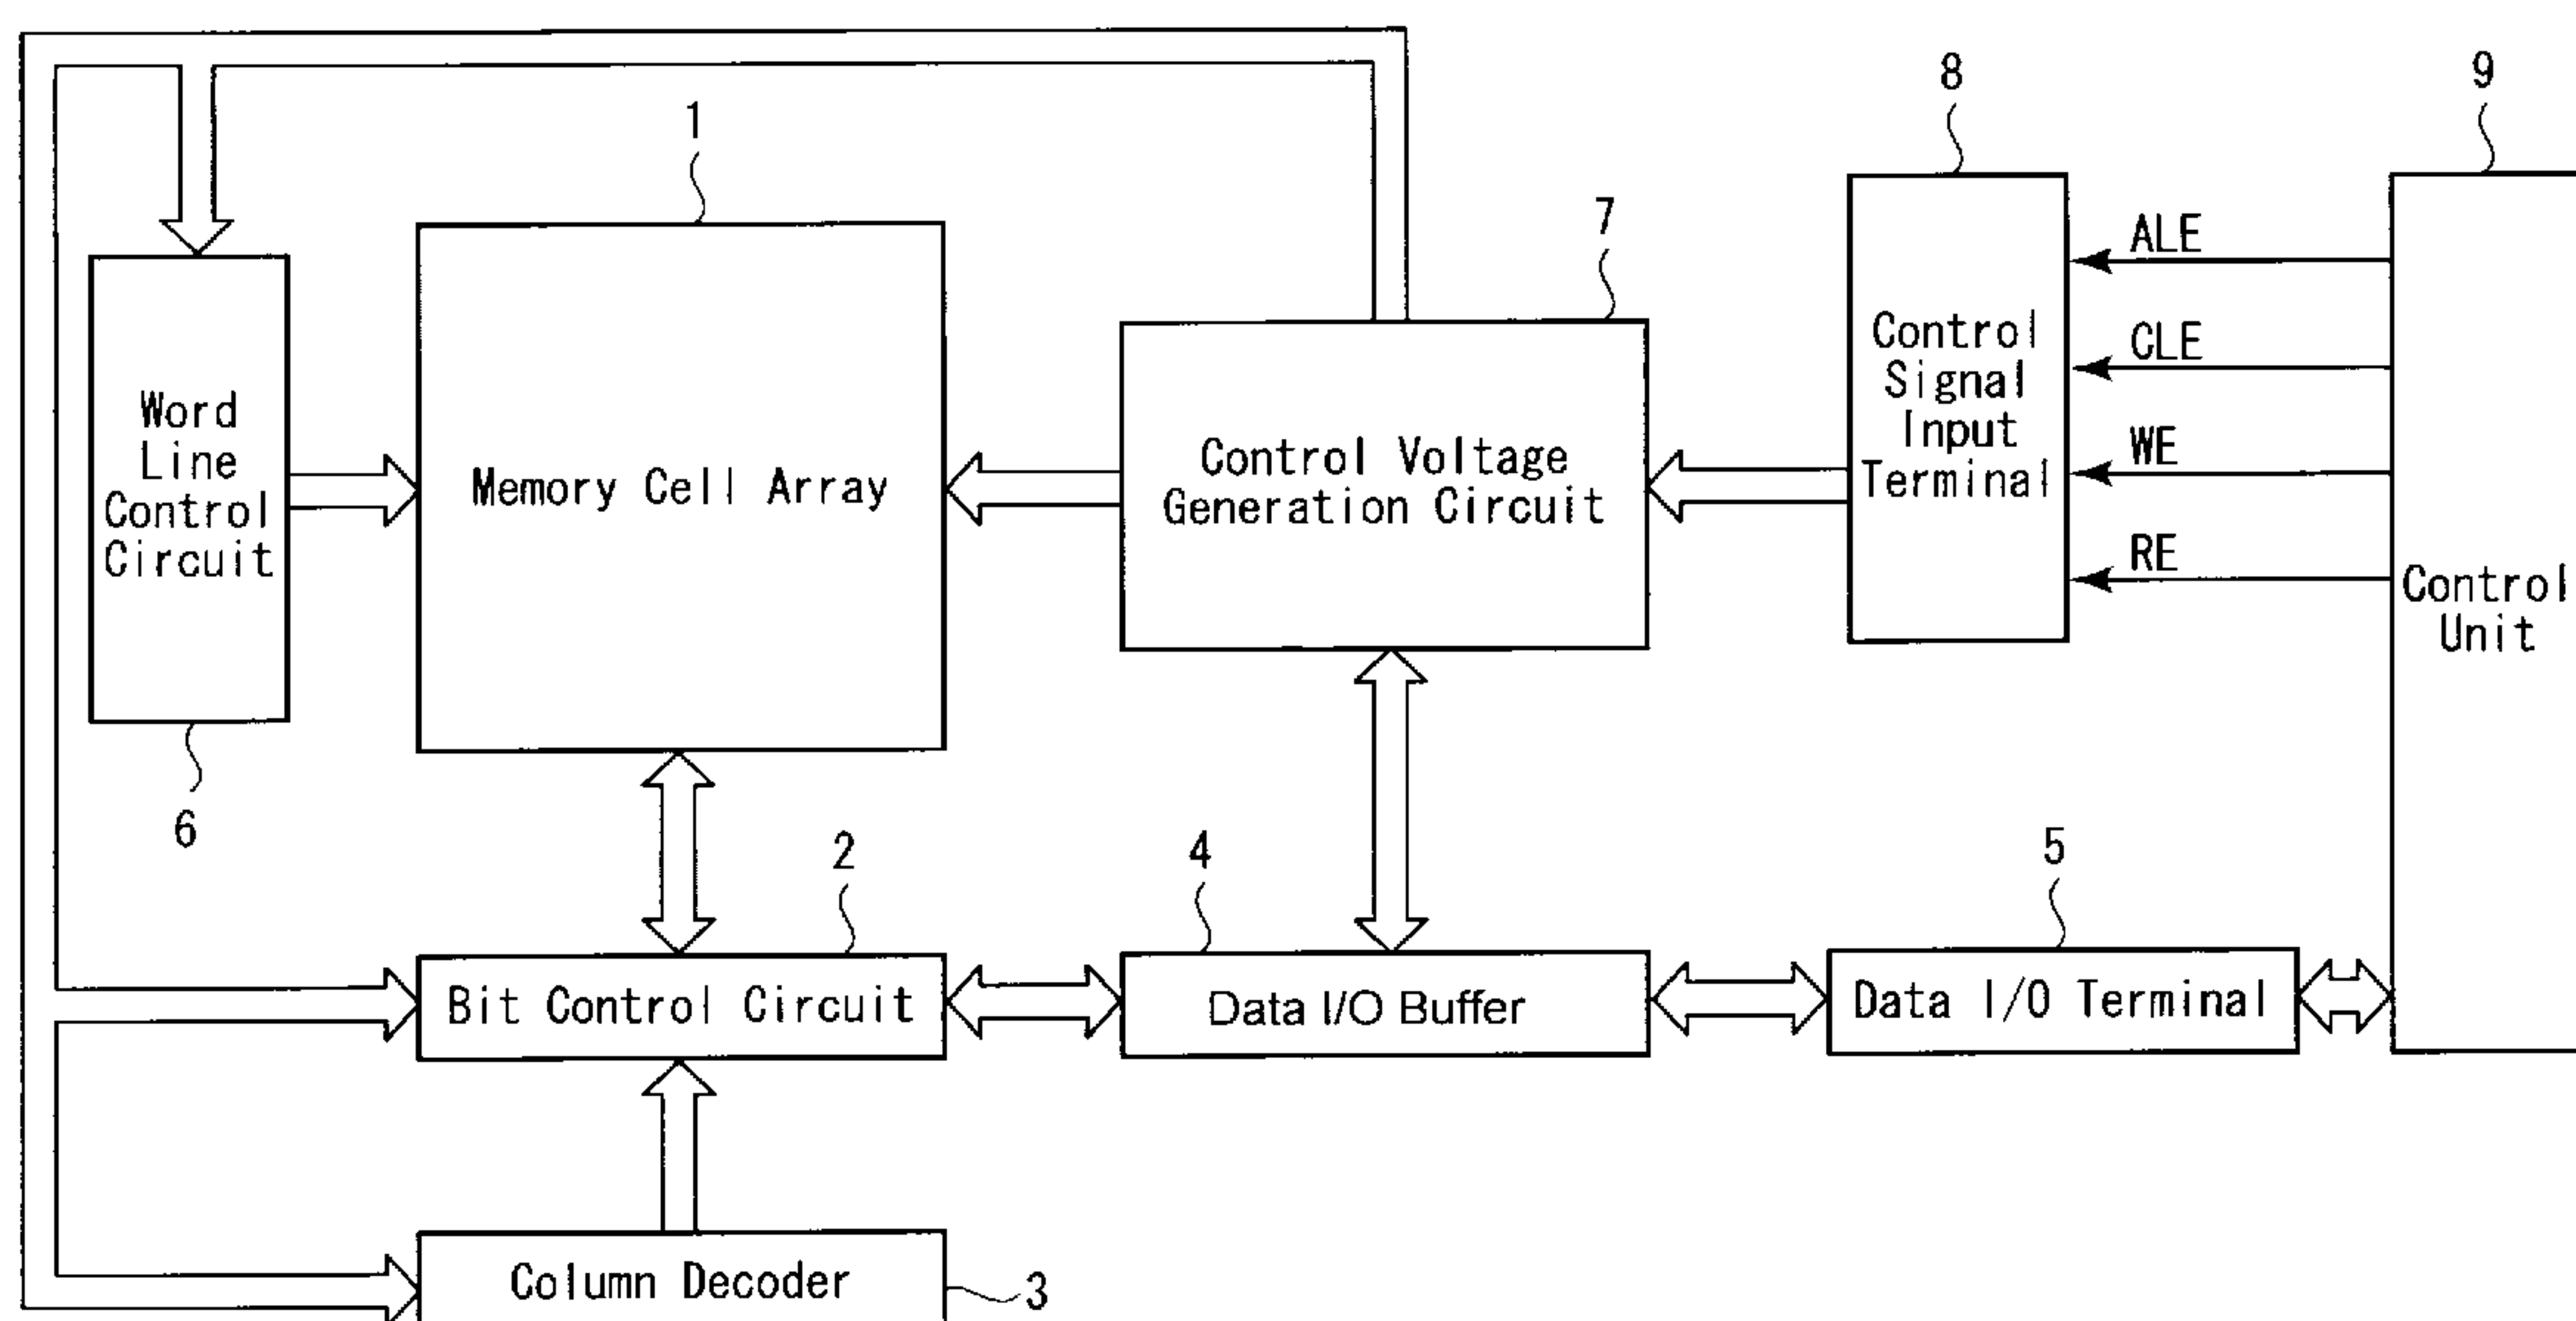 8
9
1
7
ALE
CLE
WE
RE
Word
Line
Control
Circuit
Memory Cell Array
Control Voltage
Generation Circuit
Control
Signal
Input
Terminal
Control
Unit
6
2
4
5
Bit Control Circuit
Data I/O Buffer
Data I/O Terminal
Column Decoder
3